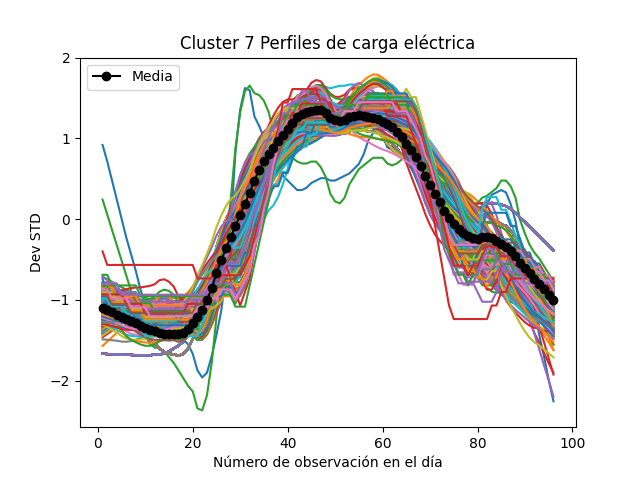 Cluster 7 Perfiles de carga eléctrica
Media
2
1
0
−1
−2
Dev STD
0
20
40
60
80
100
Número de observación en el día